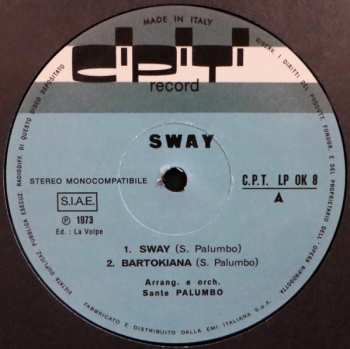 MADE IN ITALY
cipiti
record
SWAY
STEREO MONOCOMPATIBILE
S.I.A.E.
Ⓟ 1973
Ed.: La Volpe
C.P.T. LP OK 8
A
1. SWAY (S. Palumbo)
2. BARTOKIANA (S. Palumbo)
Arrang. e orch.
Sante PALUMBO
FABBRICATO E DISTRIBUITO DALLA EMI ITALIANA S.p.A.